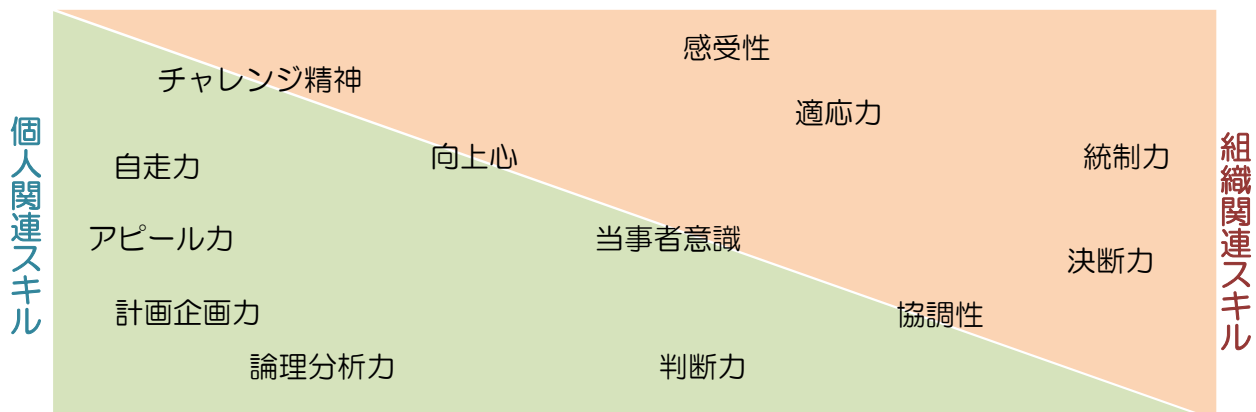 個人関連スキル
感受性
チャレンジ精神
適応力
自走力
向上心
統制力
アピール力
当事者意識
決断力
計画企画力
協調性
論理分析力
判断力
組織関連スキル